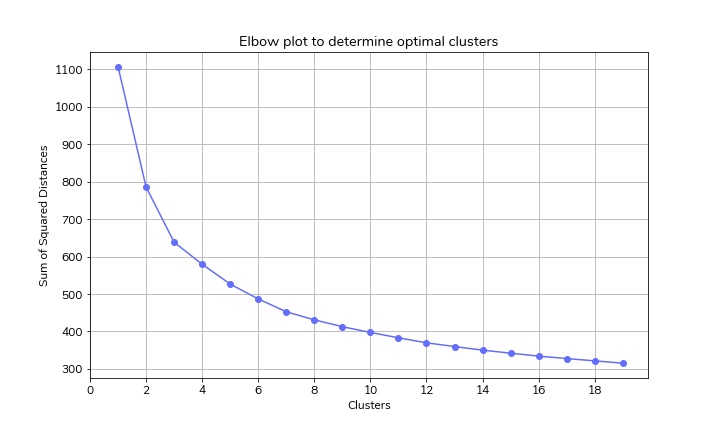 Elbow plot to determine optimal clusters
1100
1000
900
800
700
600
500
400
300
Sum of Squared Distances
0 2 4 6 8 10 12 14 16 18
Clusters